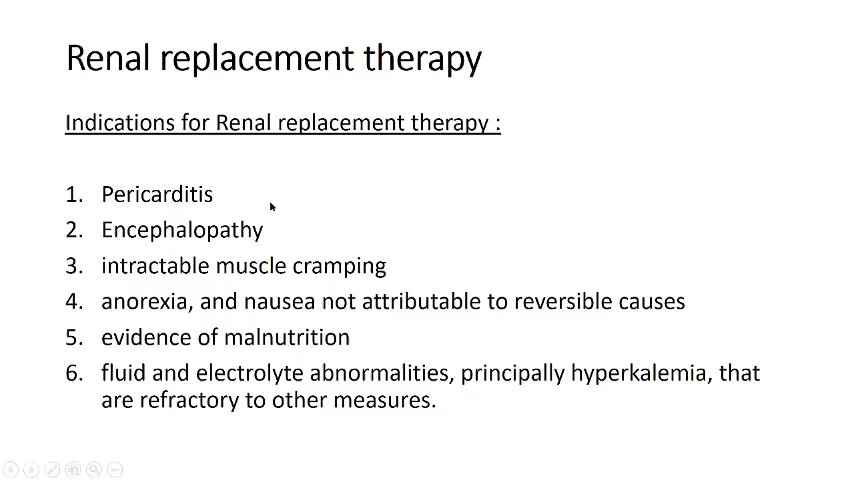 Renal replacement therapy
Indications for Renal replacement therapy :
1. Pericarditis
2. Encephalopathy
3. intractable muscle cramping
4. anorexia, and nausea not attributable to reversible causes
5. evidence of malnutrition
6. fluid and electrolyte abnormalities, principally hyperkalemia, that
are refractory to other measures.